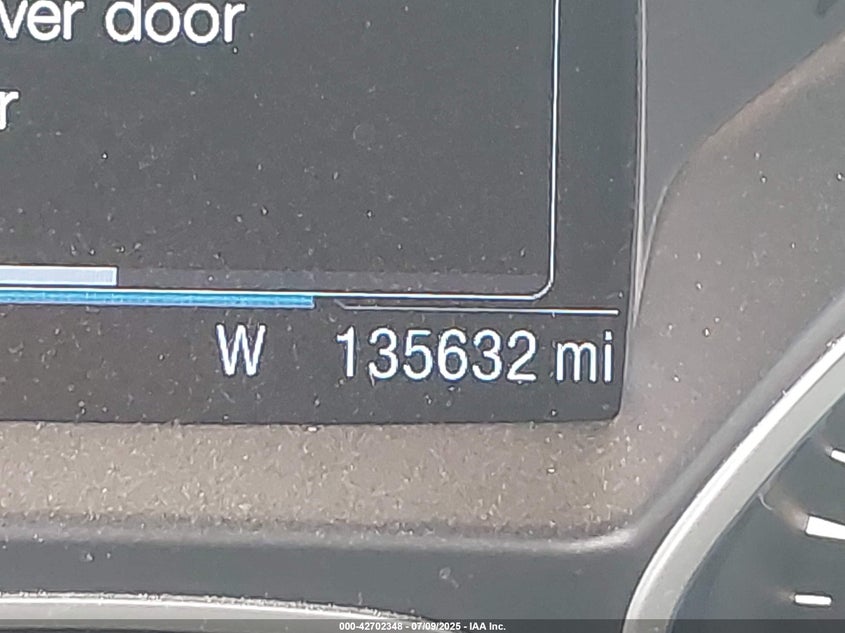 ver door
r
W 135632 mi
000-42702348 - 07/09/2025 - IAA Inc.